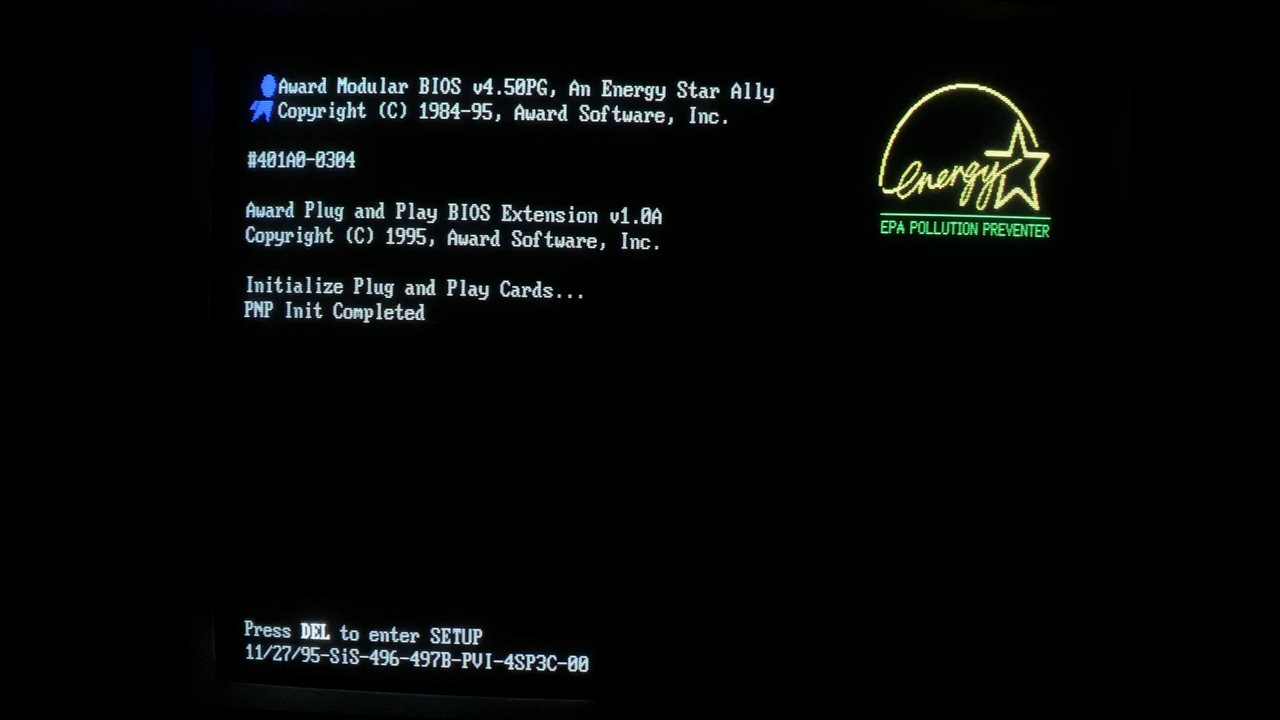 Award Modular BIOS v4.50PG, An Energy Star Ally
Copyright (C) 1984-95, Award Software, Inc.
energy
EPA POLLUTION PREVENTER
#401A0-0304
Award Plug and Play BIOS Extension v1.0A
Copyright (C) 1995, Award Software, Inc.
Initialize Plug and Play Cards...
PNP Init Completed
Press DEL to enter SETUP
11/27/95-SiS-496-497B-PVI-4SP3C-00